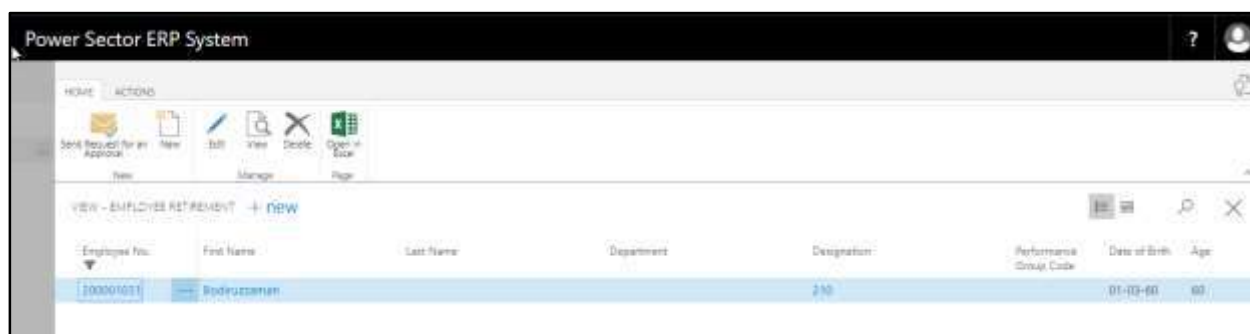 Power Sector ERP System ?
HOME ACTIONS
Send Request for an Approval New Edit View Delete Open in Excel
New Manage Page
VIEW - EMPLOYEE RETIREMENT + new
Employee No. First Name Last Name Department Designation Performance Group Code Date of Birth Age
200001031 Bodiruzzaman 210 01-03-60 60